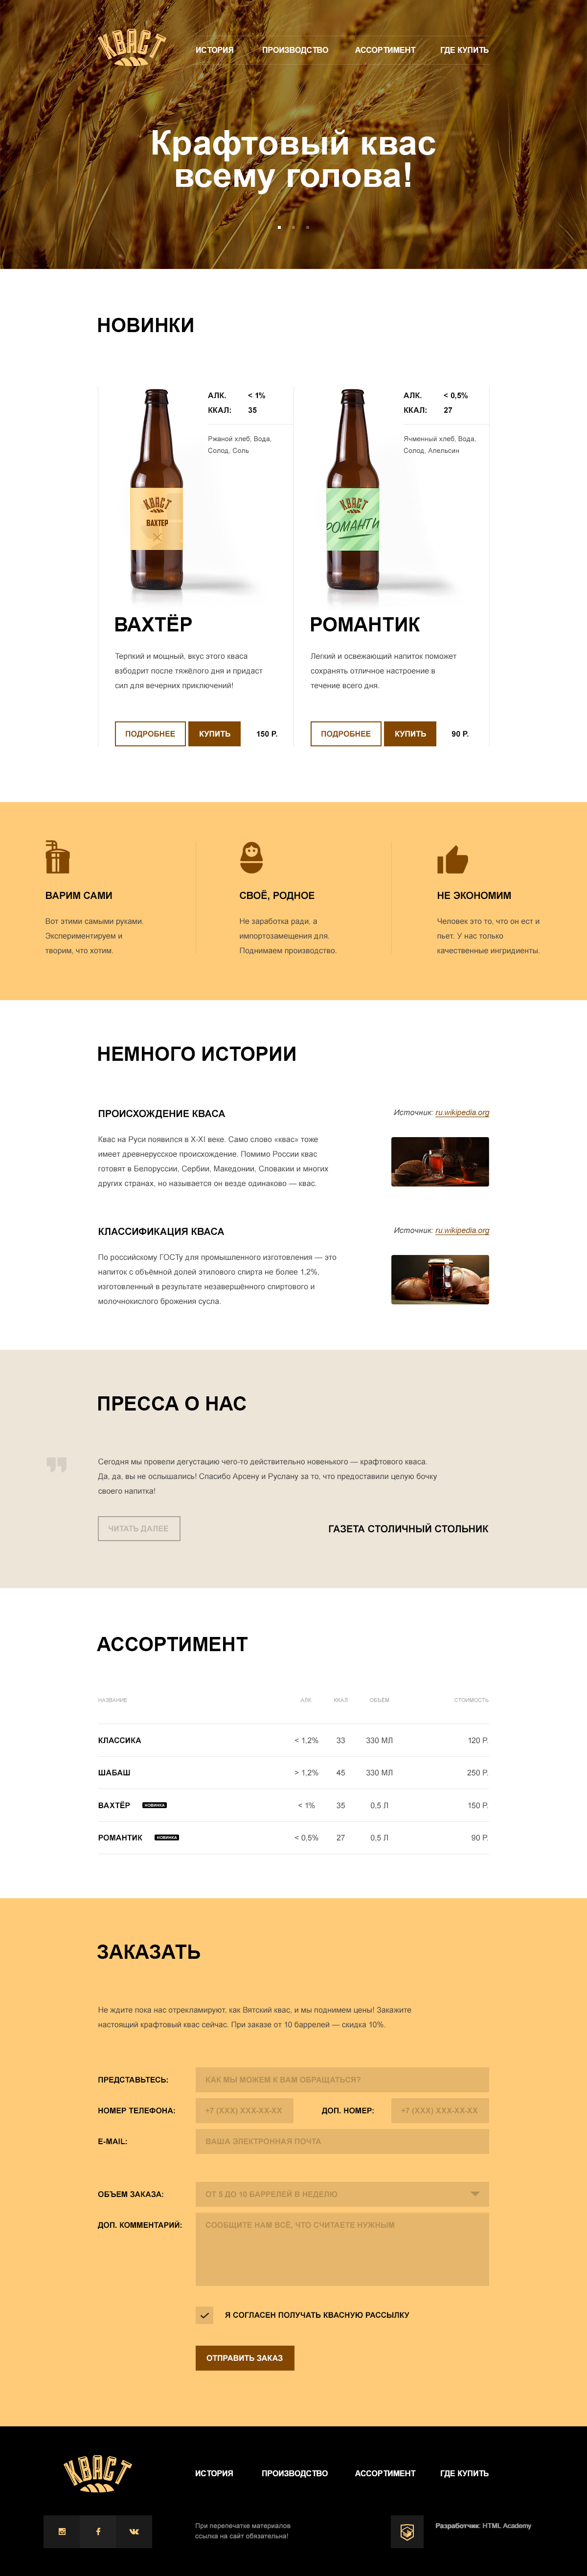 КВАСТ
ИСТОРИЯ ПРОИЗВОДСТВО АССОРТИМЕНТ ГДЕ КУПИТЬ
Крафтовый квас
всему голова!
НОВИНКИ
АЛК. < 1%
ККАЛ: 35
Ржаной хлеб, Вода,
Солод, Соль
КВАСТ
ВАХТЕР
ВАХТЁР
Терпкий и мощный, вкус этого кваса
взбодрит после тяжёлого дня и придаст
сил для вечерних приключений!
ПОДРОБНЕЕ КУПИТЬ 150 Р.
АЛК. < 0,5%
ККАЛ: 27
Ячменный хлеб, Вода,
Солод, Апельсин
КВАСТ
РОМАНТИ
РОМАНТИК
Легкий и освежающий напиток поможет
сохранять отличное настроение в
течение всего дня.
ПОДРОБНЕЕ КУПИТЬ 90 Р.
ВАРИМ САМИ
Вот этими самыми руками.
Экспериментируем и
творим, что хотим.
СВОЁ, РОДНОЕ
Не заработка ради, а
импортозамещения для.
Поднимаем производство.
НЕ ЭКОНОМИМ
Человек это то, что он ест и
пьет. У нас только
качественные ингридиенты.
НЕМНОГО ИСТОРИИ
ПРОИСХОЖДЕНИЕ КВАСА
Источник: ru.wikipedia.org
Квас на Руси появился в X-XI веке. Само слово «квас» тоже
имеет древнерусское происхождение. Помимо России квас
готовят в Белоруссии, Сербии, Македонии, Словакии и многих
других странах, но называется он везде одинаково — квас.
КЛАССИФИКАЦИЯ КВАСА
Источник: ru.wikipedia.org
По российскому ГОСТу для промышленного изготовления — это
напиток с объёмной долей этилового спирта не более 1,2%,
изготовленный в результате незавершённого спиртового и
молочнокислого брожения сусла.
ПРЕССА О НАС
Сегодня мы провели дегустацию чего-то действительно новенького — крафтового кваса.
Да, да, вы не ослышались! Спасибо Арсену и Руслану за то, что предоставили целую бочку
своего напитка!
ЧИТАТЬ ДАЛЕЕ
ГАЗЕТА СТОЛИЧНЫЙ СТОЛЬНИК
АССОРТИМЕНТ
НАЗВАНИЕ АЛК ККАЛ ОБЪЁМ СТОИМОСТЬ
КЛАССИКА < 1,2% 33 330 МЛ 120 Р.
ШАБАШ > 1,2% 45 330 МЛ 250 Р.
ВАХТЁР НОВИНКА < 1% 35 0,5 Л 150 Р.
РОМАНТИК НОВИНКА < 0,5% 27 0,5 Л 90 Р.
ЗАКАЗАТЬ
Не ждите пока нас отрекламируют, как Вятский квас, и мы поднимем цены! Закажите
настоящий крафтовый квас сейчас. При заказе от 10 баррелей — скидка 10%.
ПРЕДСТАВЬТЕСЬ: КАК МЫ МОЖЕМ К ВАМ ОБРАЩАТЬСЯ?
НОМЕР ТЕЛЕФОНА: +7 (XXX) XXX-XX-XX ДОП. НОМЕР: +7 (XXX) XXX-XX-XX
E-MAIL: ВАША ЭЛЕКТРОННАЯ ПОЧТА
ОБЪЕМ ЗАКАЗА: ОТ 5 ДО 10 БАРРЕЛЕЙ В НЕДЕЛЮ
ДОП. КОММЕНТАРИЙ: СООБЩИТЕ НАМ ВСЁ, ЧТО СЧИТАЕТЕ НУЖНЫМ
Я СОГЛАСЕН ПОЛУЧАТЬ КВАСНУЮ РАССЫЛКУ
ОТПРАВИТЬ ЗАКАЗ
КВАСТ
ИСТОРИЯ ПРОИЗВОДСТВО АССОРТИМЕНТ ГДЕ КУПИТЬ
При перепечатке материалов
ссылка на сайт обязательна!
Разработчик: HTML Academy